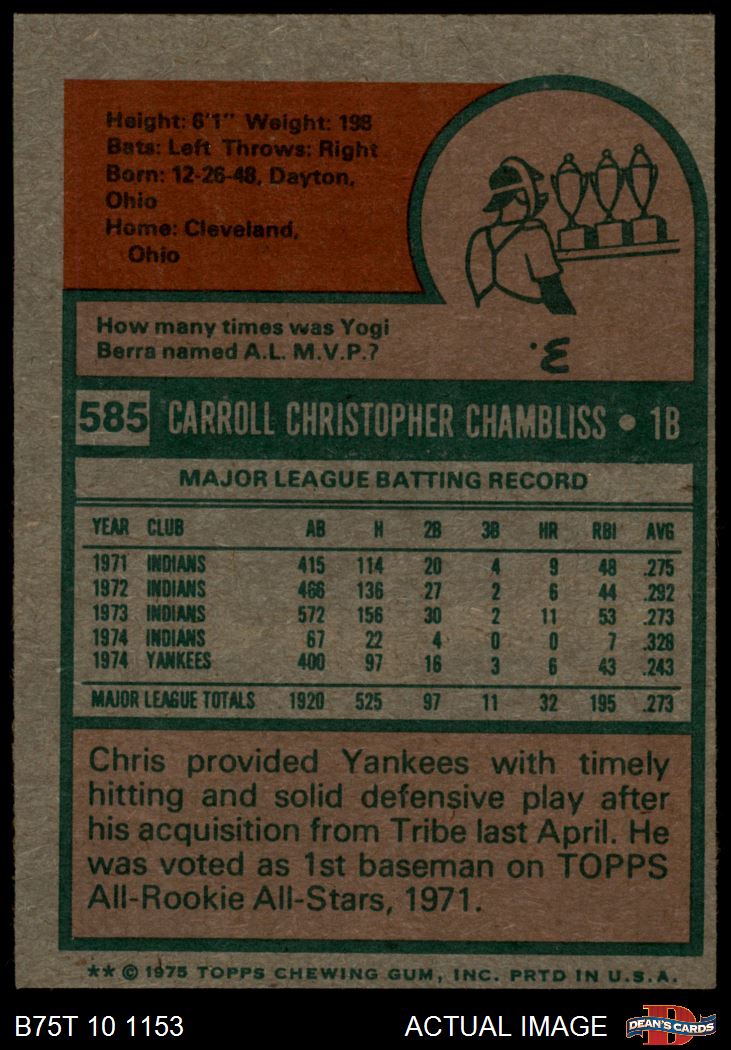 Height: 6'1" Weight: 198
Bats: Left Throws: Right
Born: 12-26-48, Dayton,
Ohio
Home: Cleveland,
Ohio
How many times was Yogi
Berra named A.L. M.V.P.?
3.
585 CARROLL CHRISTOPHER CHAMBLISS • 1B
MAJOR LEAGUE BATTING RECORD
YEAR CLUB AB H 2B 3B HR RBI AVG
1971 INDIANS 415 114 20 4 9 48 .275
1972 INDIANS 466 136 27 2 6 44 .292
1973 INDIANS 572 156 30 2 11 53 .273
1974 INDIANS 67 22 4 0 0 7 .328
1974 YANKEES 400 97 16 3 6 43 .243
MAJOR LEAGUE TOTALS 1920 525 97 11 32 195 .273
Chris provided Yankees with timely
hitting and solid defensive play after
his acquisition from Tribe last April. He
was voted as 1st baseman on TOPPS
All-Rookie All-Stars, 1971.
** © 1975 TOPPS CHEWING GUM, INC. PRTD IN U.S.A.
B75T 10 1153 ACTUAL IMAGE D DEAN'S CARDS